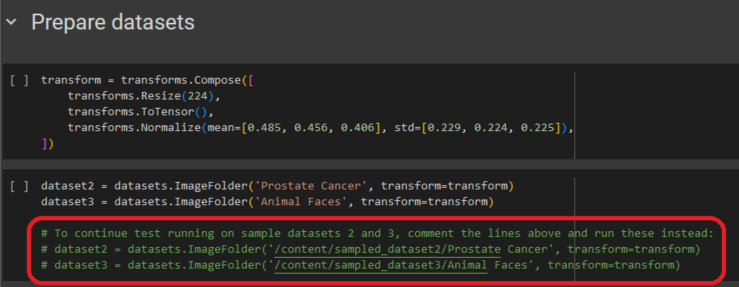 Prepare datasets
[ ] transform = transforms.Compose([
transforms.Resize(224),
transforms.ToTensor(),
transforms.Normalize(mean=[0.485, 0.456, 0.406], std=[0.229, 0.224, 0.225]),
])
[ ] dataset2 = datasets.ImageFolder('Prostate Cancer', transform=transform)
dataset3 = datasets.ImageFolder('Animal Faces', transform=transform)
# To continue test running on sample datasets 2 and 3, comment the lines above and run these instead:
# dataset2 = datasets.ImageFolder('/content/sampled_dataset2/Prostate Cancer', transform=transform)
# dataset3 = datasets.ImageFolder('/content/sampled_dataset3/Animal Faces', transform=transform)